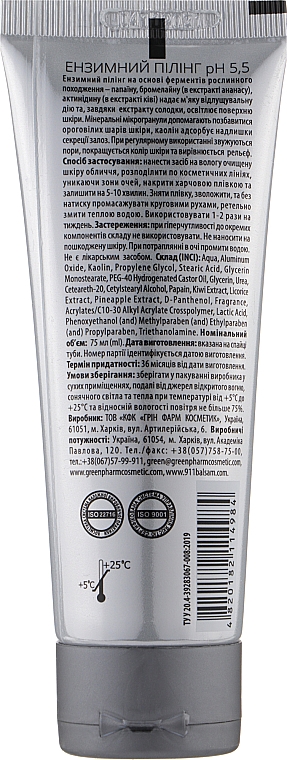 ЕНЗИМНИЙ ПІЛІНГ pH 5,5
Ензимний пілінг на основі ферментів рослинного
походження – папаїну, бромелайну (в екстракті ананасу),
актинідину (в екстракті ківі) надає м'яку відлущувальну дію,
та, завдяки екстракту солодки, освітлює поверхню шкіри.
Мінеральні мікрогранули допомагають позбавитися
ороговілих шарів шкіри, каолін адсорбує надлишки
секреції залоз. При регулярному використанні звужуються
пори, покращується колір шкіри та вирівнюється рельєф.
Спосіб застосування: нанести засіб на вологу очищену
шкіру обличчя, розподілити по косметичних лініях,
уникаючи зони очей, накрити харчовою плівкою та
залишити на 5-10 хвилин. Зняти плівку, зволожити, та без
натиску промасажувати круговими рухами, ретельно
змити теплою водою. Використовувати 1-2 рази на
тиждень. Застереження: при гіперчутливості до окремих
компонентів складу не використовувати. Не наносити на
пошкоджену шкіру. При потраплянні в очі промити водою.
Не є лікарським засобом. Склад (INCI): Aqua, Aluminum
Oxide, Kaolin, Propylene Glycol, Stearic Acid, Glycerin
Monostearate, PEG-40 Hydrogenated Castor Oil, Glycerin, Urea,
Ceteareth-20, Cetylstearyl Alcohol, Papain, Kiwi Extract, Licorice
Extract, Pineapple Extract, D-Panthenol, Fragrance,
Acrylates/C10-30 Alkyl Acrylate Crosspolymer, Lactic Acid,
Phenoxyethanol (and) Methylparaben (and) Ethylparaben
(and) Propylparaben, Triethanolamine. Номінальний
об'єм: 75 мл (ml). Дата виготовлення: вказана на спайці
туби. Номер партії ідентифікується датою виготовлення.
Термін придатності: 36 місяців від дати виготовлення.
Умови зберігання: зберігати у пакуванні виробника у
сухих приміщеннях, подалі від джерел відкритого вогню,
сонячного світла та тепла при температурі від +5°С до
+25°С та відносній вологості повітря не більше 75%.
Виробник: ТОВ «КФК «ГРІН ФАРМ КОСМЕТИК», Україна,
61051, м. Харків, вул. Артилерійська, 6. Виробничі
потужності: Україна, 61054, м. Харків, вул. Академіка
Павлова, 120. Тел./факс: +38(057)758-75-00,
тел.:+38(067)57-99-911, green@greenpharmcosmetic.com,
greenpharmcosmetic.com, www.911balsam.com
ISO 22716
ISO 9001
+25°C
+5°C
ТУ У 20.4-39283067-008:2019
4 820182 114984